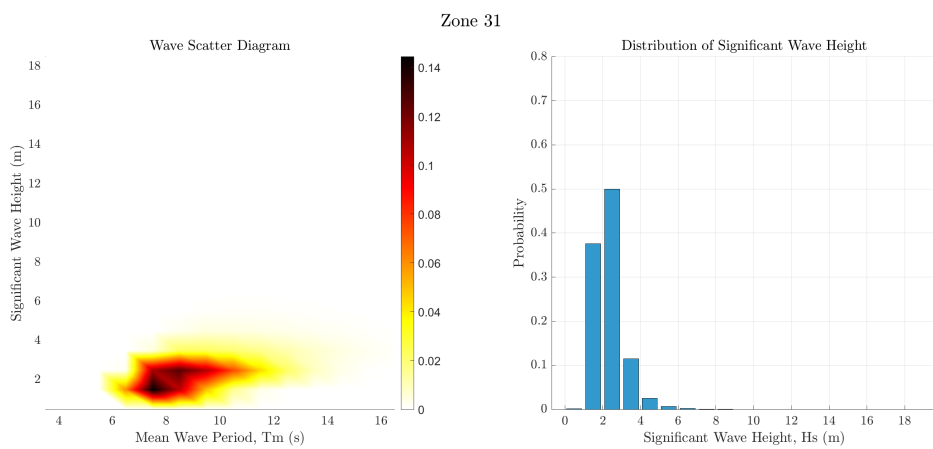 Zone 31
Wave Scatter Diagram
18
16
14
12
10
8
6
4
2
Significant Wave Height (m)
4 6 8 10 12 14 16
Mean Wave Period, Tm (s)
0.14
0.12
0.1
0.08
0.06
0.04
0.02
0
Distribution of Significant Wave Height
0.8
0.7
0.6
0.5
0.4
0.3
0.2
0.1
0
Probability
0 2 4 6 8 10 12 14 16 18
Significant Wave Height, Hs (m)